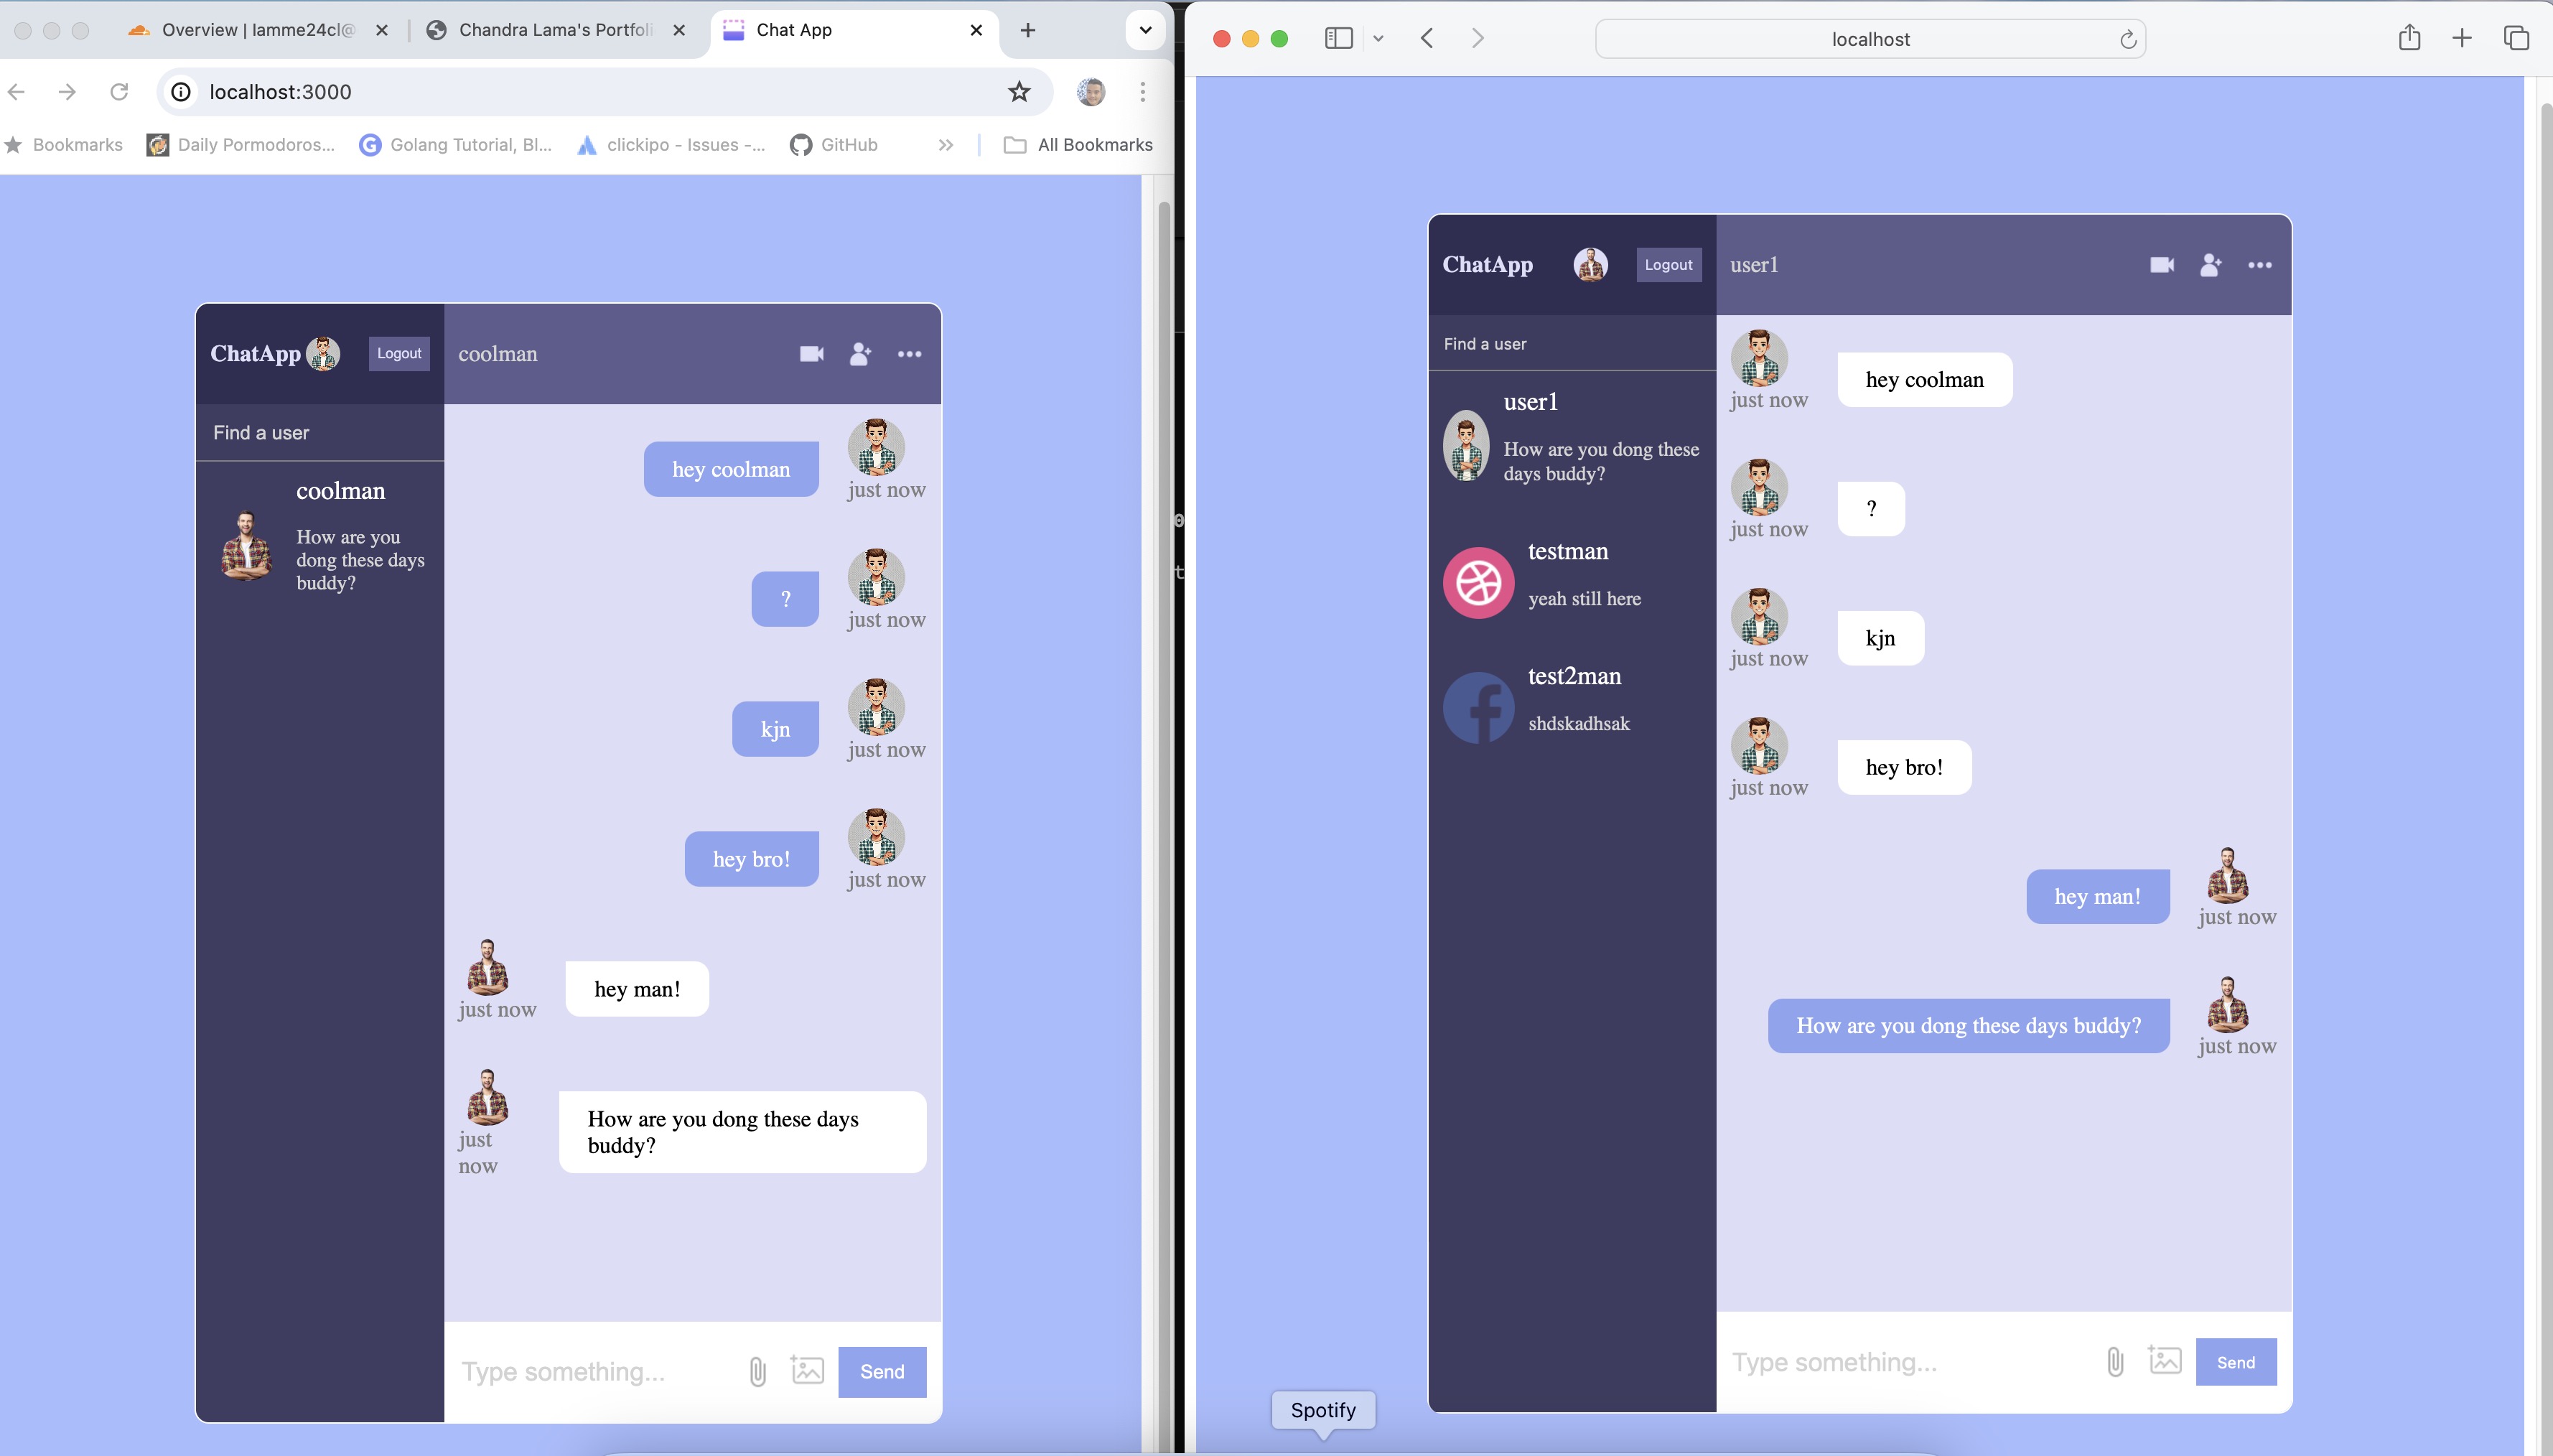 Overview | lamme24cl@
Chandra Lama's Portfoli
Chat App
localhost:3000
Bookmarks
Daily Pormodoros...
Golang Tutorial, Bl...
clickipo - Issues -...
GitHub
All Bookmarks
ChatApp
Logout
coolman
Find a user
coolman
How are you
dong these days
buddy?
hey coolman
just now
?
just now
kjn
just now
hey bro!
just now
hey man!
just now
How are you dong these days
buddy?
just
now
Type something...
Send
localhost
ChatApp
Logout
user1
Find a user
user1
How are you dong these
days buddy?
testman
yeah still here
test2man
shdskadhsak
hey coolman
just now
?
just now
kjn
just now
hey bro!
just now
hey man!
just now
How are you dong these days buddy?
just now
Type something...
Send
Spotify